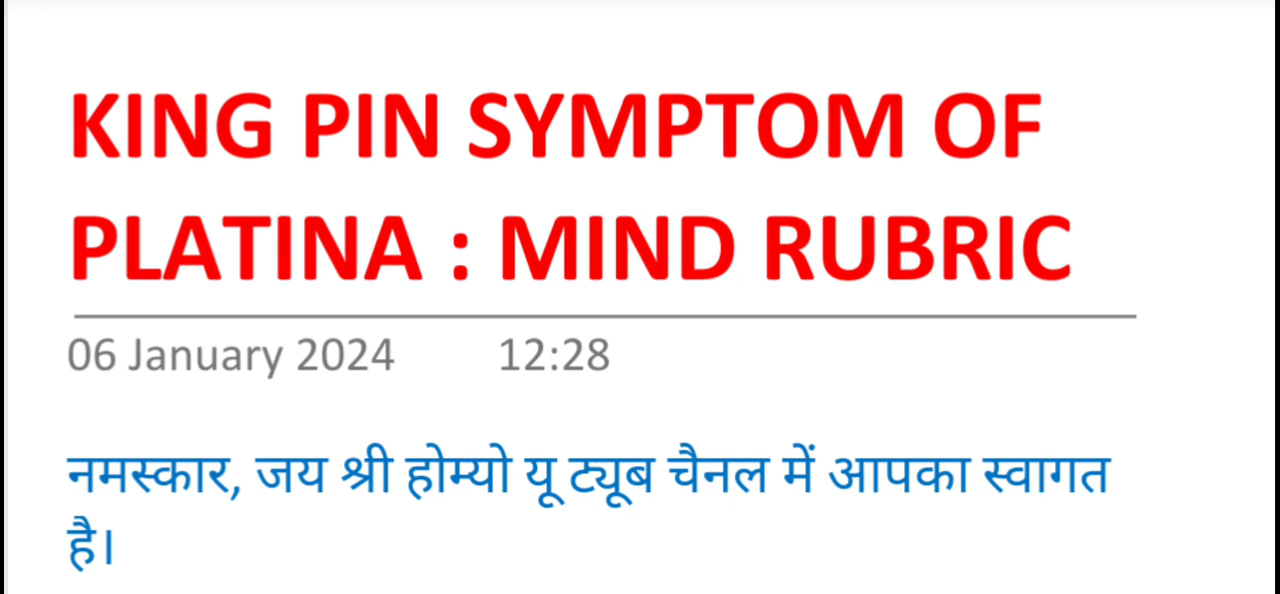 KING PIN SYMPTOM OF
PLATINA : MIND RUBRIC
06 January 2024 12:28
नमस्कार, जय श्री होम्यो यू ट्यूब चैनल में आपका स्वागत
है।